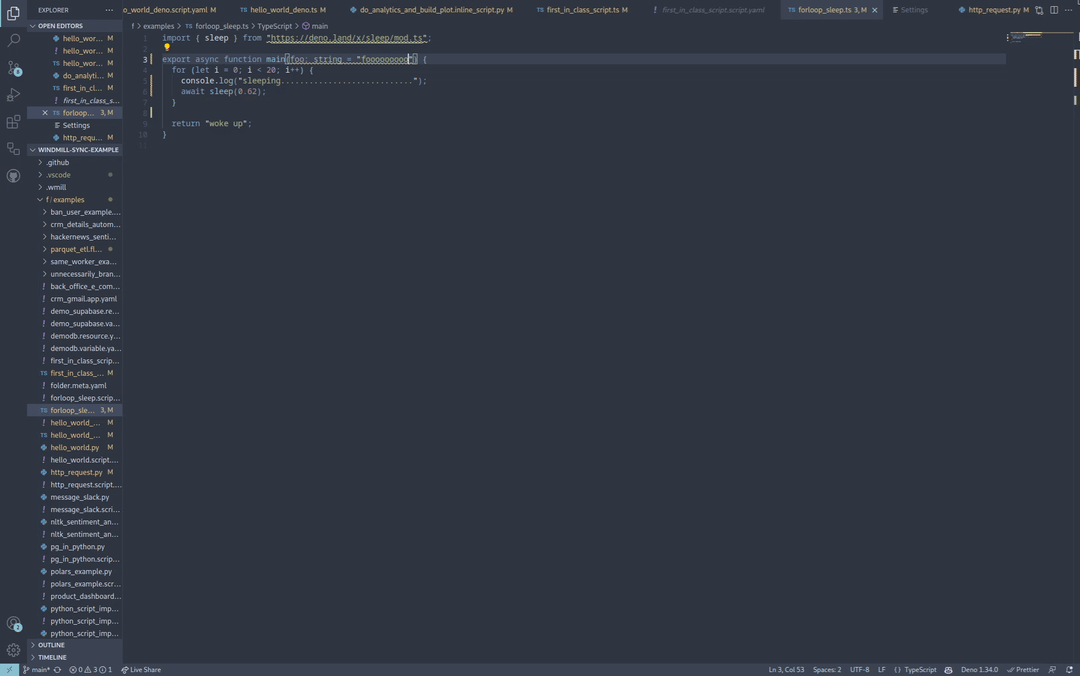 EXPLORER
OPEN EDITORS
hello_wor... M
hello_wor... M
hello_wor... M
do_analyti... M
first_in_cl... M
first_in_class_s...
TS forloop... 3, M
Settings
http_requ... M
WINDMILL-SYNC-EXAMPLE
.github
.vscode
.wmill
f / examples
ban_user_example....
crm_details_autom...
hackernews_senti...
parquet_etl.fl...
same_worker_exa...
unnecessarily_bran...
back_office_e_com...
crm_gmail.app.yaml
demo_supabase.re...
demo_supabase.va...
demodb.resource.y...
demodb.variable.ya...
first_in_class_scrip...
TS first_in_class_... M
folder.meta.yaml
forloop_sleep.scrip...
TS forloop_sle... 3, M
hello_world_... M
TS hello_world_... M
hello_world.py M
hello_world.script....
http_request.py M
http_request.script....
message_slack.py
message_slack.scri...
nltk_sentiment_an...
nltk_sentiment_an...
pg_in_python.py
pg_in_python.scrip...
polars_example.py
polars_example.scr...
product_dashboard...
python_script_imp...
python_script_imp...
python_script_imp...
OUTLINE
TIMELINE
o_world_deno.script.yaml M TS hello_world_deno.ts M do_analytics_and_build_plot.inline_script.py M TS first_in_class_script.ts M ! first_in_class_script.script.yaml TS forloop_sleep.ts 3, M Settings http_request.py M
f > examples > TS forloop_sleep.ts > TypeScript > main
1 import { sleep } from "https://deno.land/x/sleep/mod.ts";
2
3 export async function main(foo: string = "fooooooooo") {
4 for (let i = 0; i < 20; i++) {
5 console.log("sleeping............................");
6 await sleep(0.62);
7 }
8
9 return "woke up";
10 }
11
main* 0 3 1 Live Share Ln 3, Col 53 Spaces: 2 UTF-8 LF {} TypeScript Deno 1.34.0 Prettier